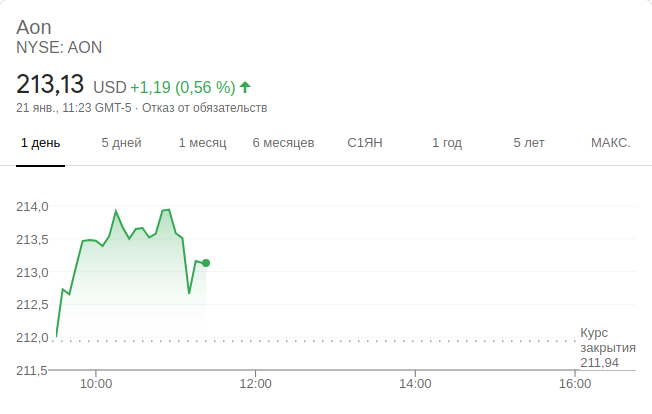 Aon
NYSE: AON
213,13 USD +1,19 (0,56 %)
21 янв., 11:23 GMT-5 · Отказ от обязательств
1 день 5 дней 1 месяц 6 месяцев С1ЯН 1 год 5 лет МАКС.
214,0
213,5
213,0
212,5
212,0
211,5
Курс
закрытия
211,94
10:00 12:00 14:00 16:00